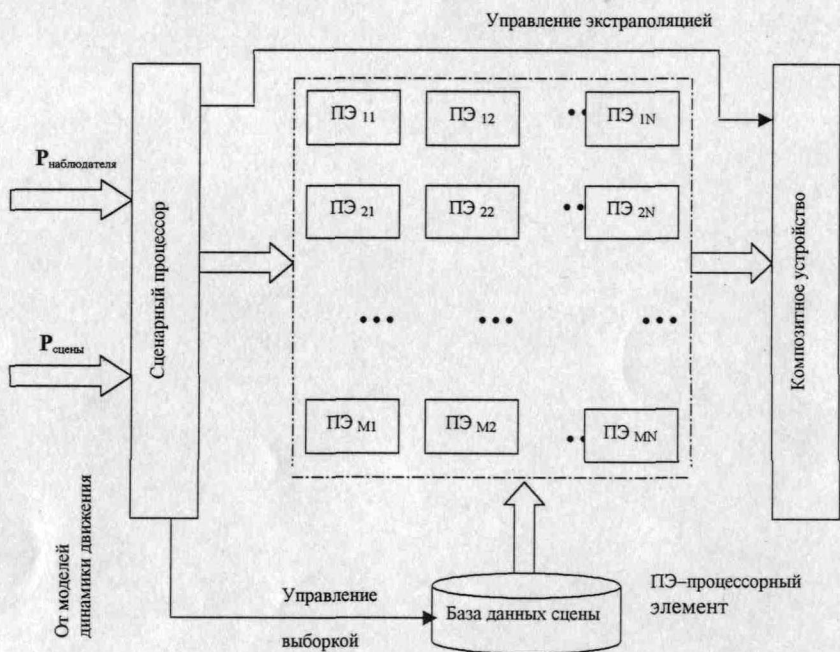 Управление экстраполяцией
ПЭ 11 ПЭ 12 •• ПЭ 1N
Pнаблюдателя
ПЭ 21 ПЭ 22 •• ПЭ 2N
Сценарный процессор
Композитное устройство
••• ••• •••
Pсцены
ПЭ M1 ПЭ M2 •• ПЭ MN
От моделей
динамики движения
Управление
выборкой
База данных сцены
ПЭ–процессорный
элемент